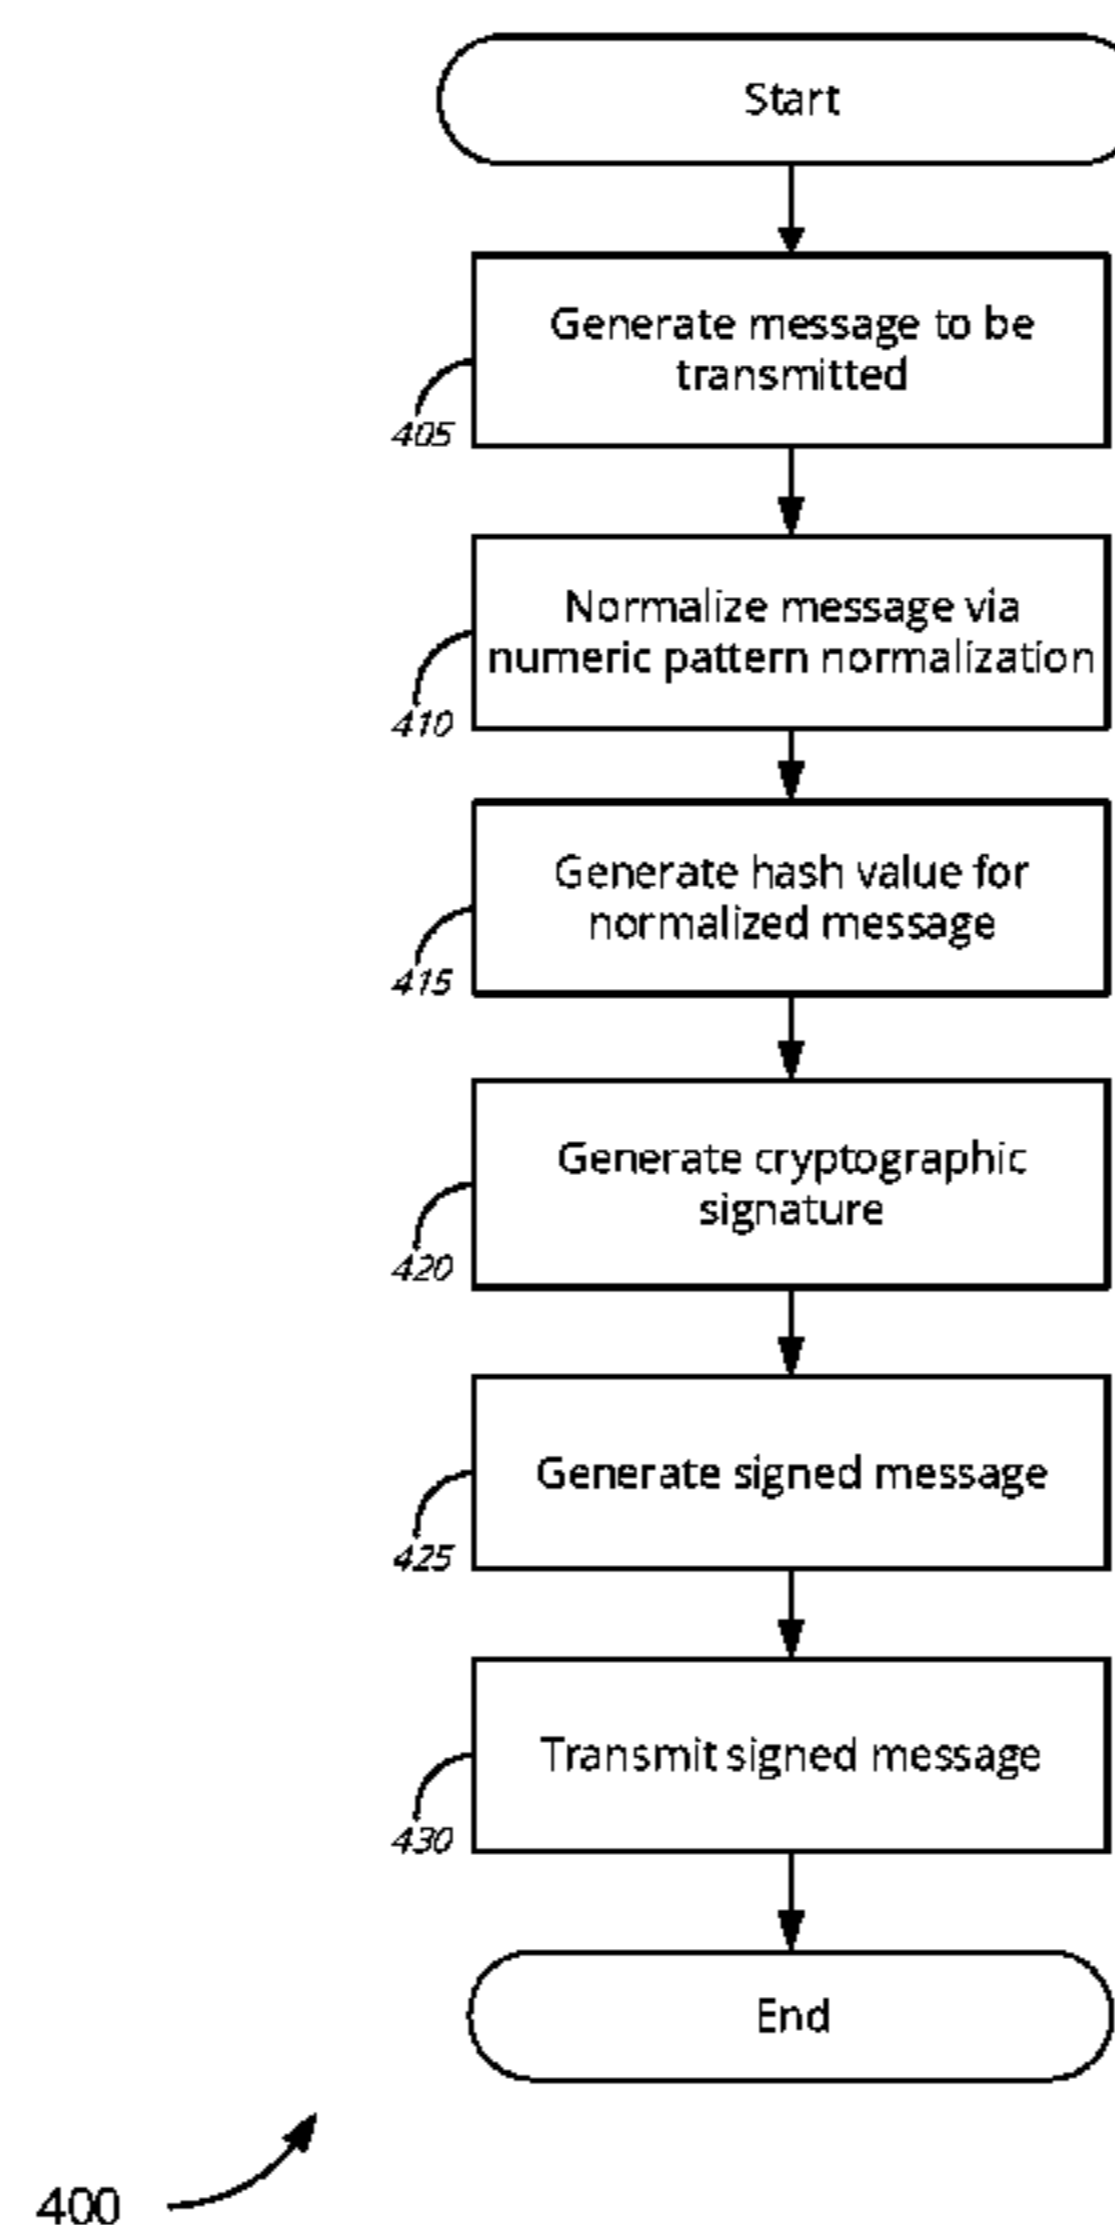 Start
Generate message to be
transmitted
405
Normalize message via
numeric pattern normalization
410
Generate hash value for
normalized message
415
Generate cryptographic
signature
420
Generate signed message
425
Transmit signed message
430
End
400